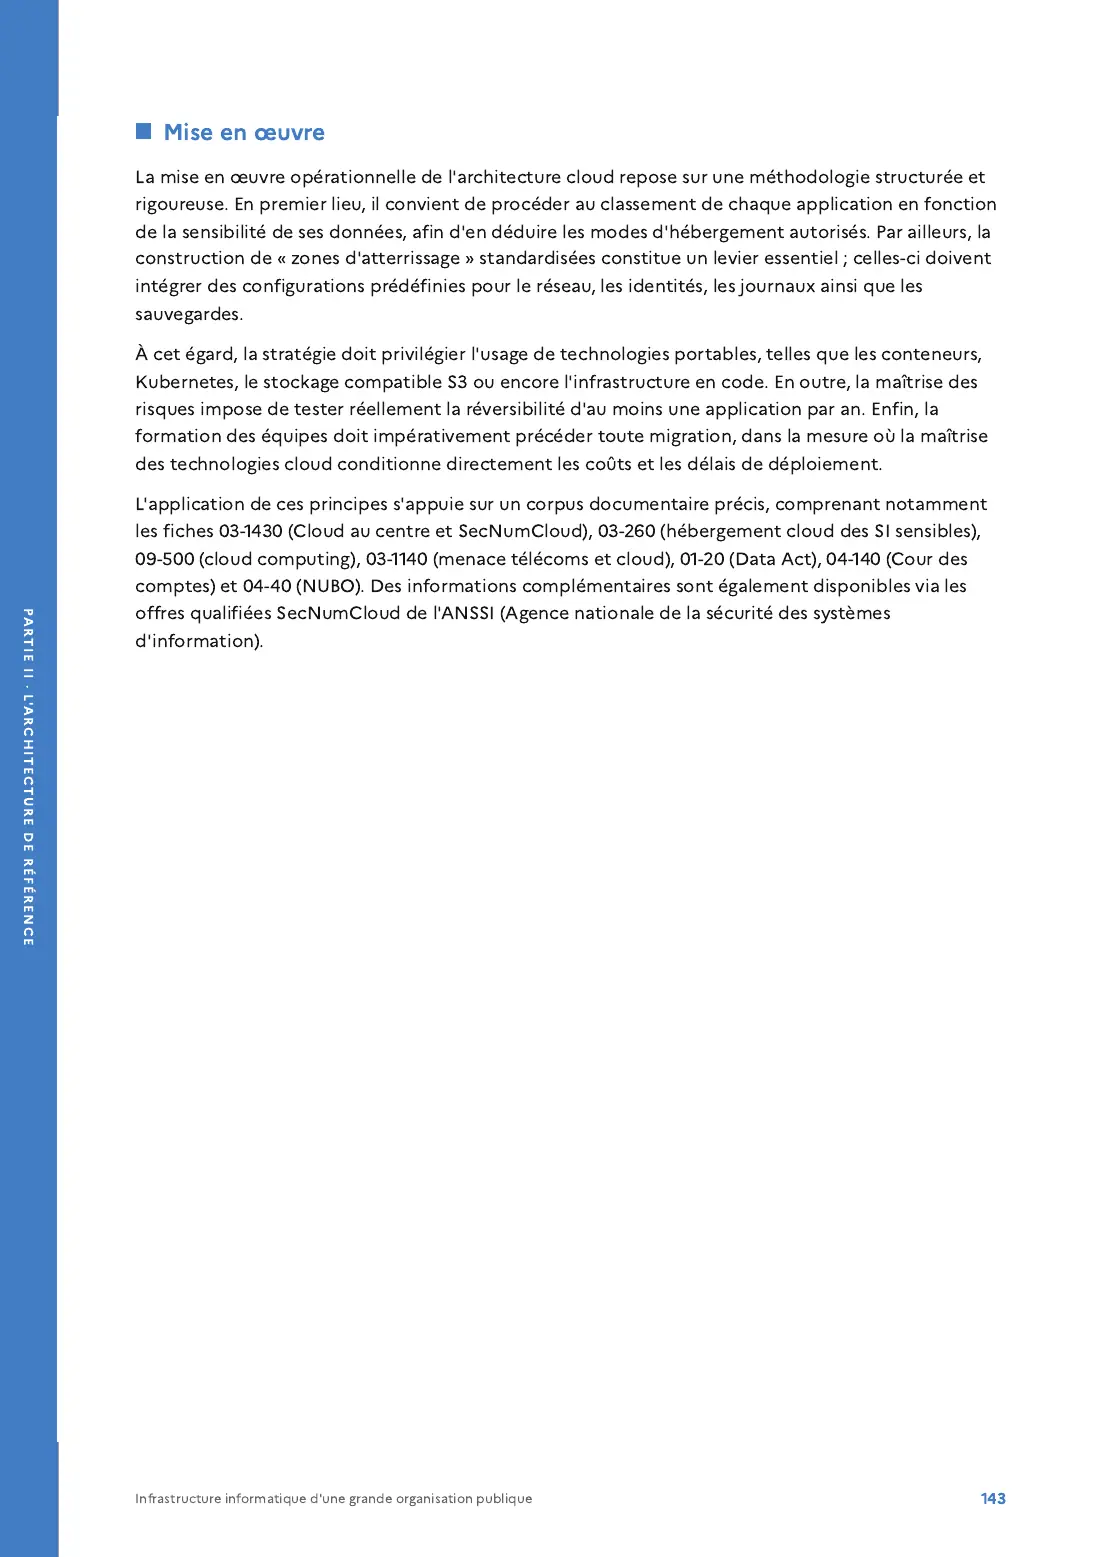 Mise en œuvre
La mise en œuvre opérationnelle de l'architecture cloud repose sur une méthodologie structurée et
rigoureuse. En premier lieu, il convient de procéder au classement de chaque application en fonction
de la sensibilité de ses données, afin d'en déduire les modes d'hébergement autorisés. Par ailleurs, la
construction de « zones d'atterrissage » standardisées constitue un levier essentiel ; celles-ci doivent
intégrer des configurations prédéfinies pour le réseau, les identités, les journaux ainsi que les
sauvegardes.
À cet égard, la stratégie doit privilégier l'usage de technologies portables, telles que les conteneurs,
Kubernetes, le stockage compatible S3 ou encore l'infrastructure en code. En outre, la maîtrise des
risques impose de tester réellement la réversibilité d'au moins une application par an. Enfin, la
formation des équipes doit impérativement précéder toute migration, dans la mesure où la maîtrise
des technologies cloud conditionne directement les coûts et les délais de déploiement.
L'application de ces principes s'appuie sur un corpus documentaire précis, comprenant notamment
les fiches 03-1430 (Cloud au centre et SecNumCloud), 03-260 (hébergement cloud des SI sensibles),
09-500 (cloud computing), 03-1140 (menace télécoms et cloud), 01-20 (Data Act), 04-140 (Cour des
comptes) et 04-40 (NUBO). Des informations complémentaires sont également disponibles via les
offres qualifiées SecNumCloud de l'ANSSI (Agence nationale de la sécurité des systèmes
d'information).
PARTIE II · L'ARCHITECTURE DE RÉFÉRENCE
Infrastructure informatique d'une grande organisation publique
143